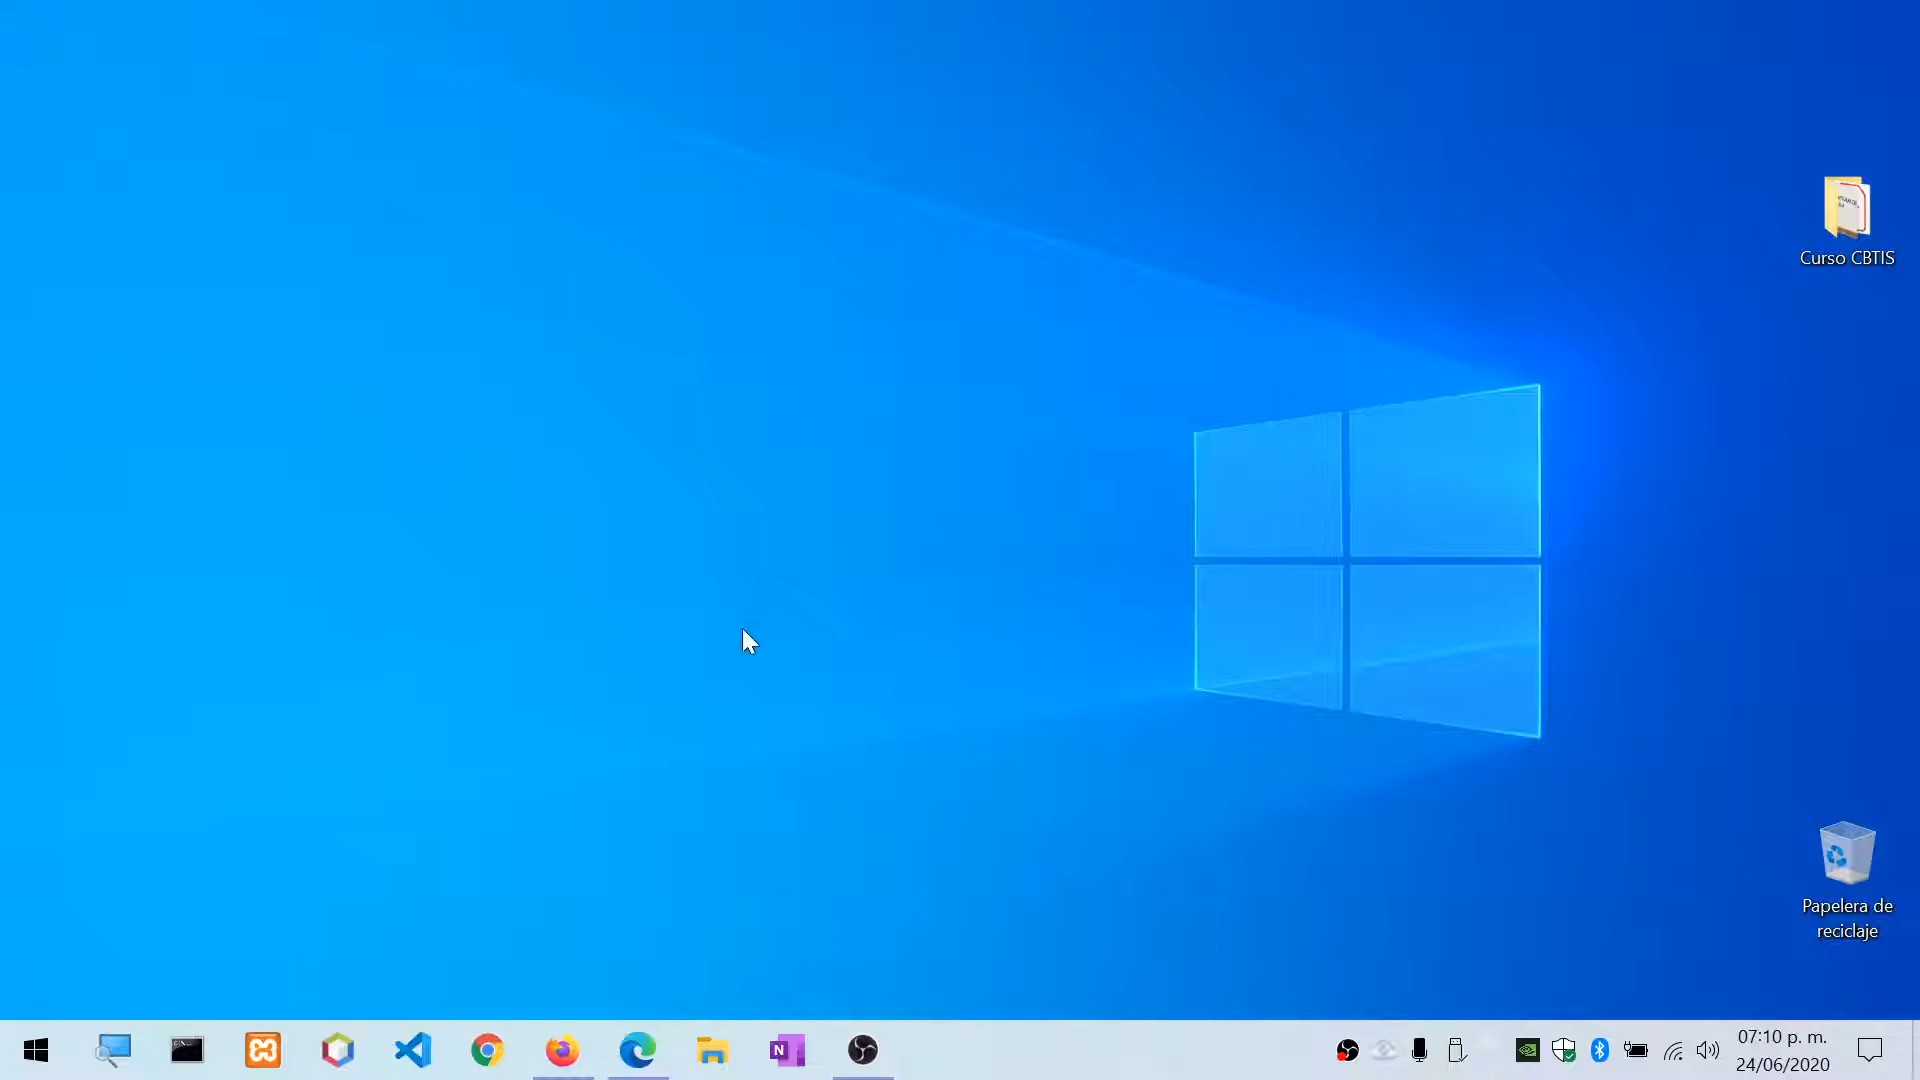 Curso CBTIS
Papelera de
reciclaje
07:10 p. m.
24/06/2020